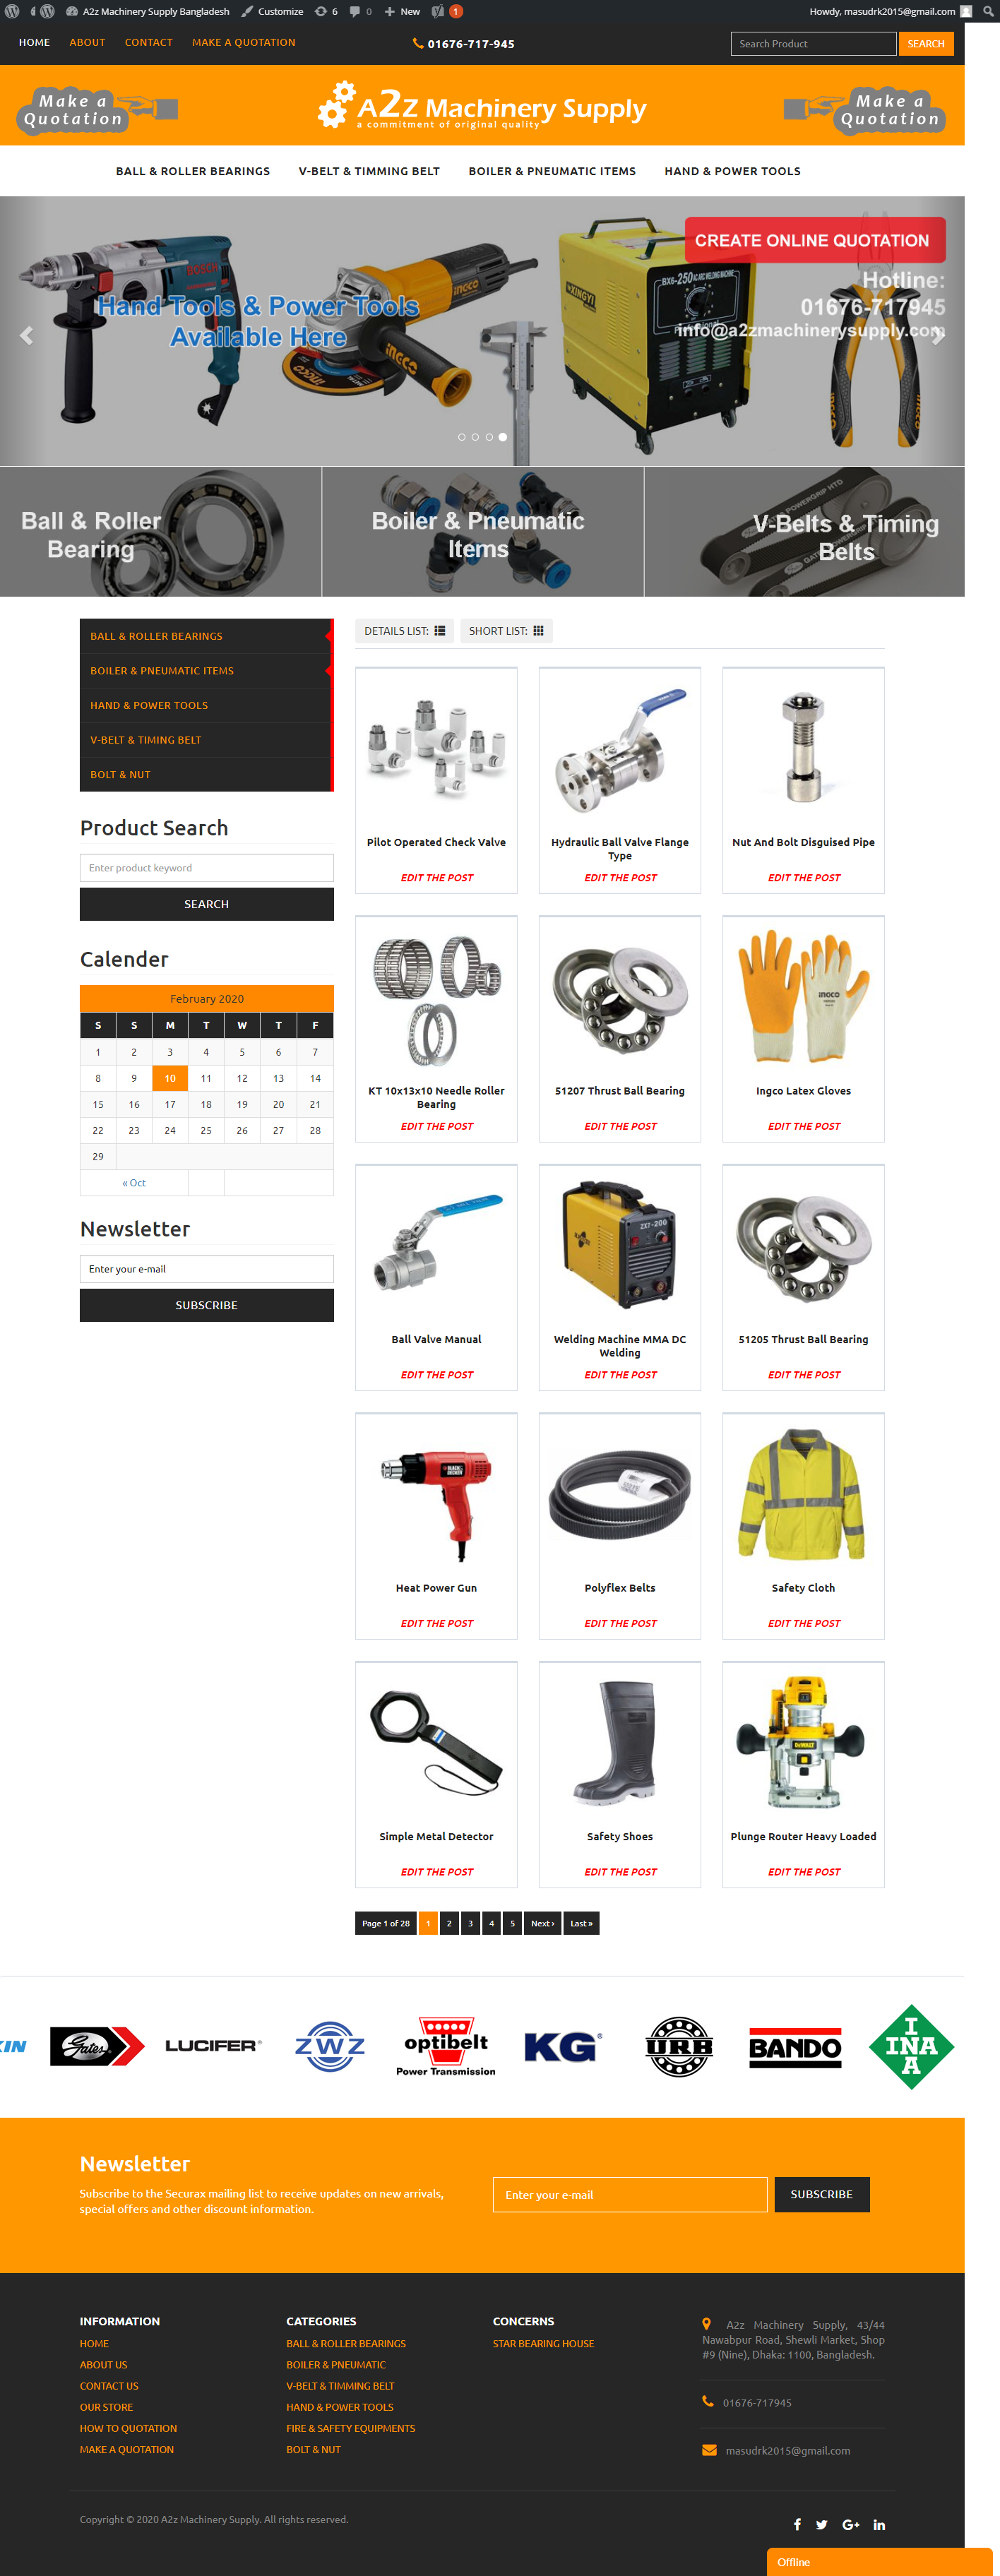 A2z Machinery Supply Bangladesh Customize 6 0 New 1 Howdy, masudrk2015@gmail.com
HOME ABOUT CONTACT MAKE A QUOTATION 01676-717-945 Search Product SEARCH
Make a
Quotation
A2Z Machinery Supply
a commitment of original quality
Make a
Quotation
BALL & ROLLER BEARINGS V-BELT & TIMMING BELT BOILER & PNEUMATIC ITEMS HAND & POWER TOOLS
Hand Tools & Power Tools
Available Here
BOSCH
INGCO
INGCO
BX6-250
CREATE ONLINE QUOTATION
Hotline:
01676-717945
info@a2zmachinerysupply.com
Ball & Roller
Bearing
Boiler & Pneumatic
Items
V-Belts & Timing
Belts
BALL & ROLLER BEARINGS
BOILER & PNEUMATIC ITEMS
HAND & POWER TOOLS
V-BELT & TIMING BELT
BOLT & NUT
Product Search
Enter product keyword
SEARCH
Calender
February 2020
S S M T W T F
1 2 3 4 5 6 7
8 9 10 11 12 13 14
15 16 17 18 19 20 21
22 23 24 25 26 27 28
29
« Oct
Newsletter
Enter your e-mail
SUBSCRIBE
DETAILS LIST: SHORT LIST:
Pilot Operated Check Valve
EDIT THE POST
Hydraulic Ball Valve Flange
Type
EDIT THE POST
Nut And Bolt Disguised Pipe
EDIT THE POST
KT 10x13x10 Needle Roller
Bearing
EDIT THE POST
51207 Thrust Ball Bearing
EDIT THE POST
INGCO
Ingco Latex Gloves
EDIT THE POST
Ball Valve Manual
EDIT THE POST
ZX7-200
Welding Machine MMA DC
Welding
EDIT THE POST
51205 Thrust Ball Bearing
EDIT THE POST
BLACK & DECKER
Heat Power Gun
EDIT THE POST
Polyflex Belts
EDIT THE POST
Safety Cloth
EDIT THE POST
Simple Metal Detector
EDIT THE POST
Safety Shoes
EDIT THE POST
DEWALT
Plunge Router Heavy Loaded
EDIT THE POST
Page 1 of 28 1 2 3 4 5 Next › Last »
KIN
Gates
LUCIFER®
ZWZ
optibelt
Power Transmission
KG®
URB
BANDO
INA
Newsletter
Subscribe to the Securax mailing list to receive updates on new arrivals,
special offers and other discount information.
Enter your e-mail
SUBSCRIBE
INFORMATION
HOME
ABOUT US
CONTACT US
OUR STORE
HOW TO QUOTATION
MAKE A QUOTATION
CATEGORIES
BALL & ROLLER BEARINGS
BOILER & PNEUMATIC
V-BELT & TIMMING BELT
HAND & POWER TOOLS
FIRE & SAFETY EQUIPMENTS
BOLT & NUT
CONCERNS
STAR BEARING HOUSE
A2z Machinery Supply, 43/44
Nawabpur Road, Shewli Market, Shop
#9 (Nine), Dhaka: 1100, Bangladesh.
01676-717945
masudrk2015@gmail.com
Copyright © 2020 A2z Machinery Supply. All rights reserved.
Offline